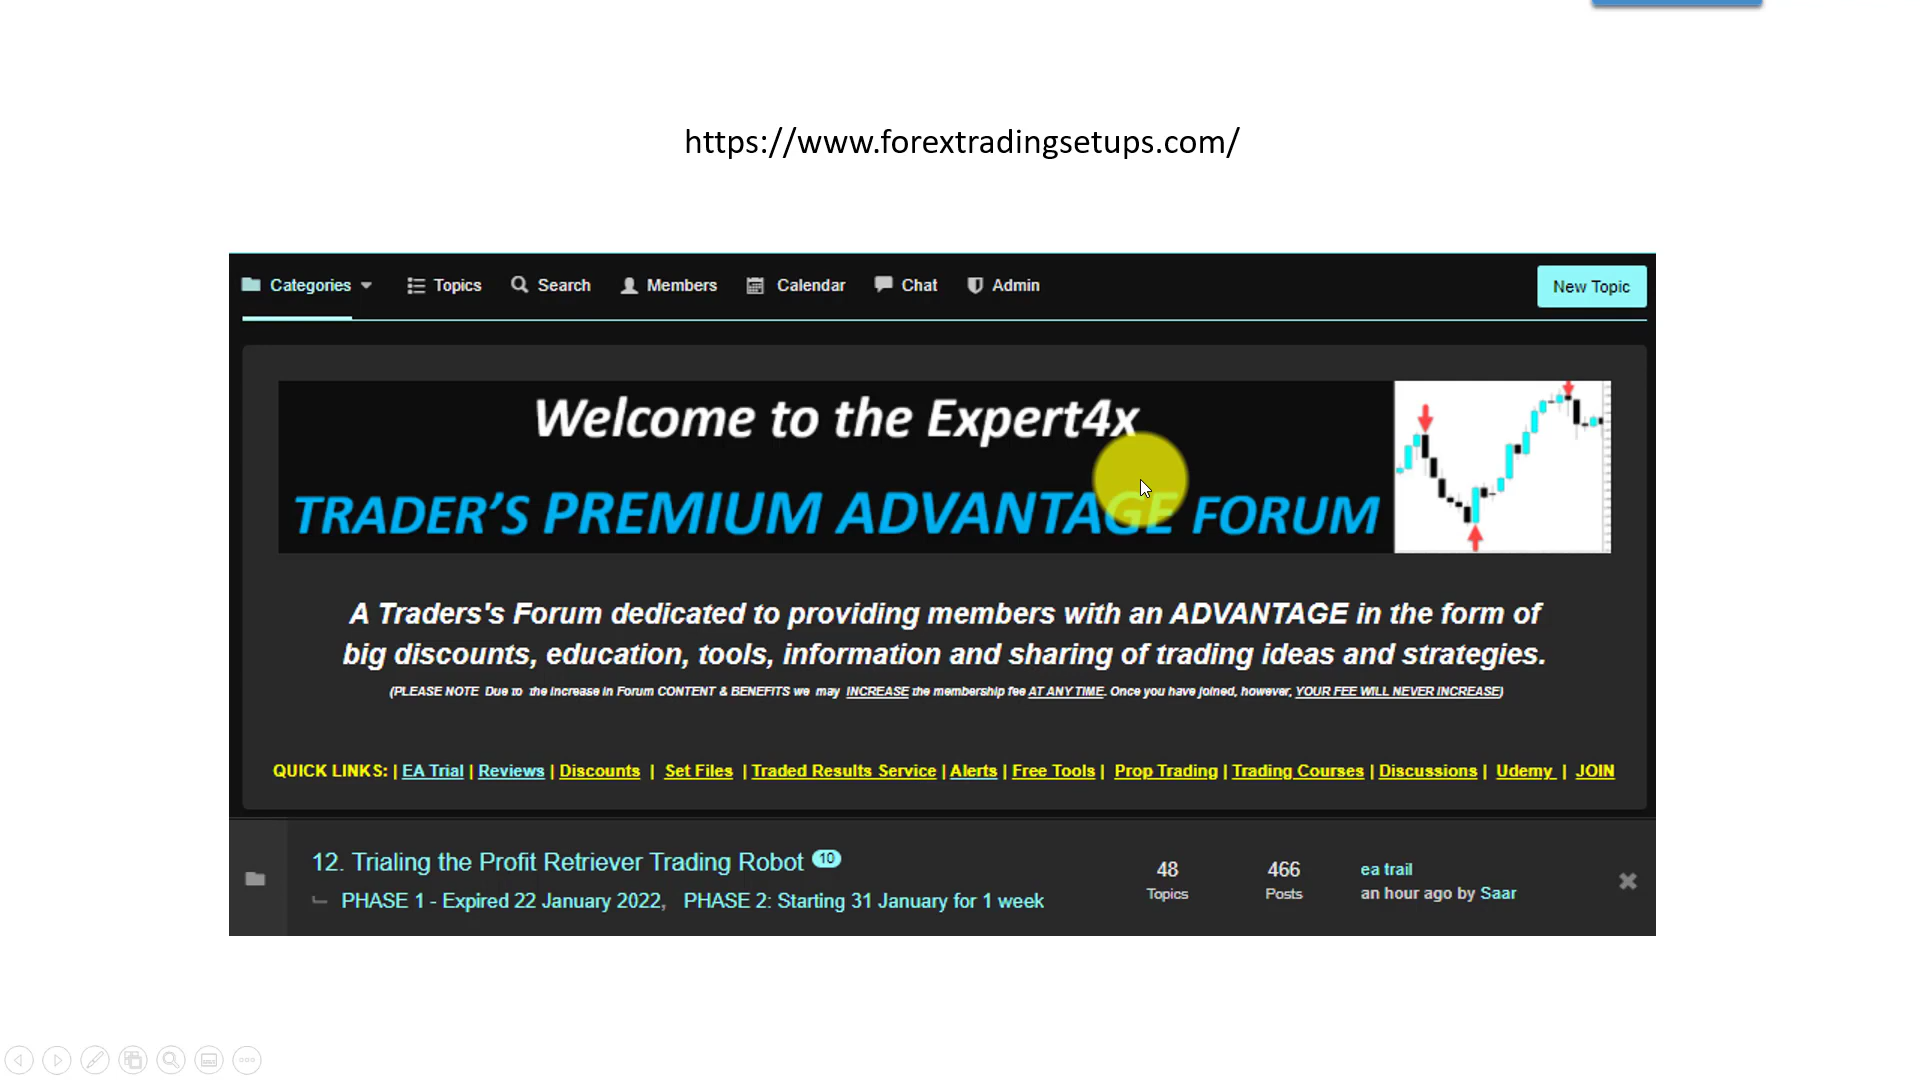 https://www.forextradingsetups.com/
Categories Topics Search Members Calendar Chat Admin New Topic
Welcome to the Expert4x
TRADER'S PREMIUM ADVANTAGE FORUM
A Traders's Forum dedicated to providing members with an ADVANTAGE in the form of
big discounts, education, tools, information and sharing of trading ideas and strategies.
(PLEASE NOTE Due to the increase in Forum CONTENT & BENEFITS we may INCREASE the membership fee AT ANY TIME. Once you have joined, however, YOUR FEE WILL NEVER INCREASE)
QUICK LINKS: | EA Trial | Reviews | Discounts | Set Files | Traded Results Service | Alerts | Free Tools | Prop Trading | Trading Courses | Discussions | Udemy | JOIN
12. Trialing the Profit Retriever Trading Robot 10
PHASE 1 - Expired 22 January 2022, PHASE 2: Starting 31 January for 1 week
48
Topics
466
Posts
ea trail
an hour ago by Saar